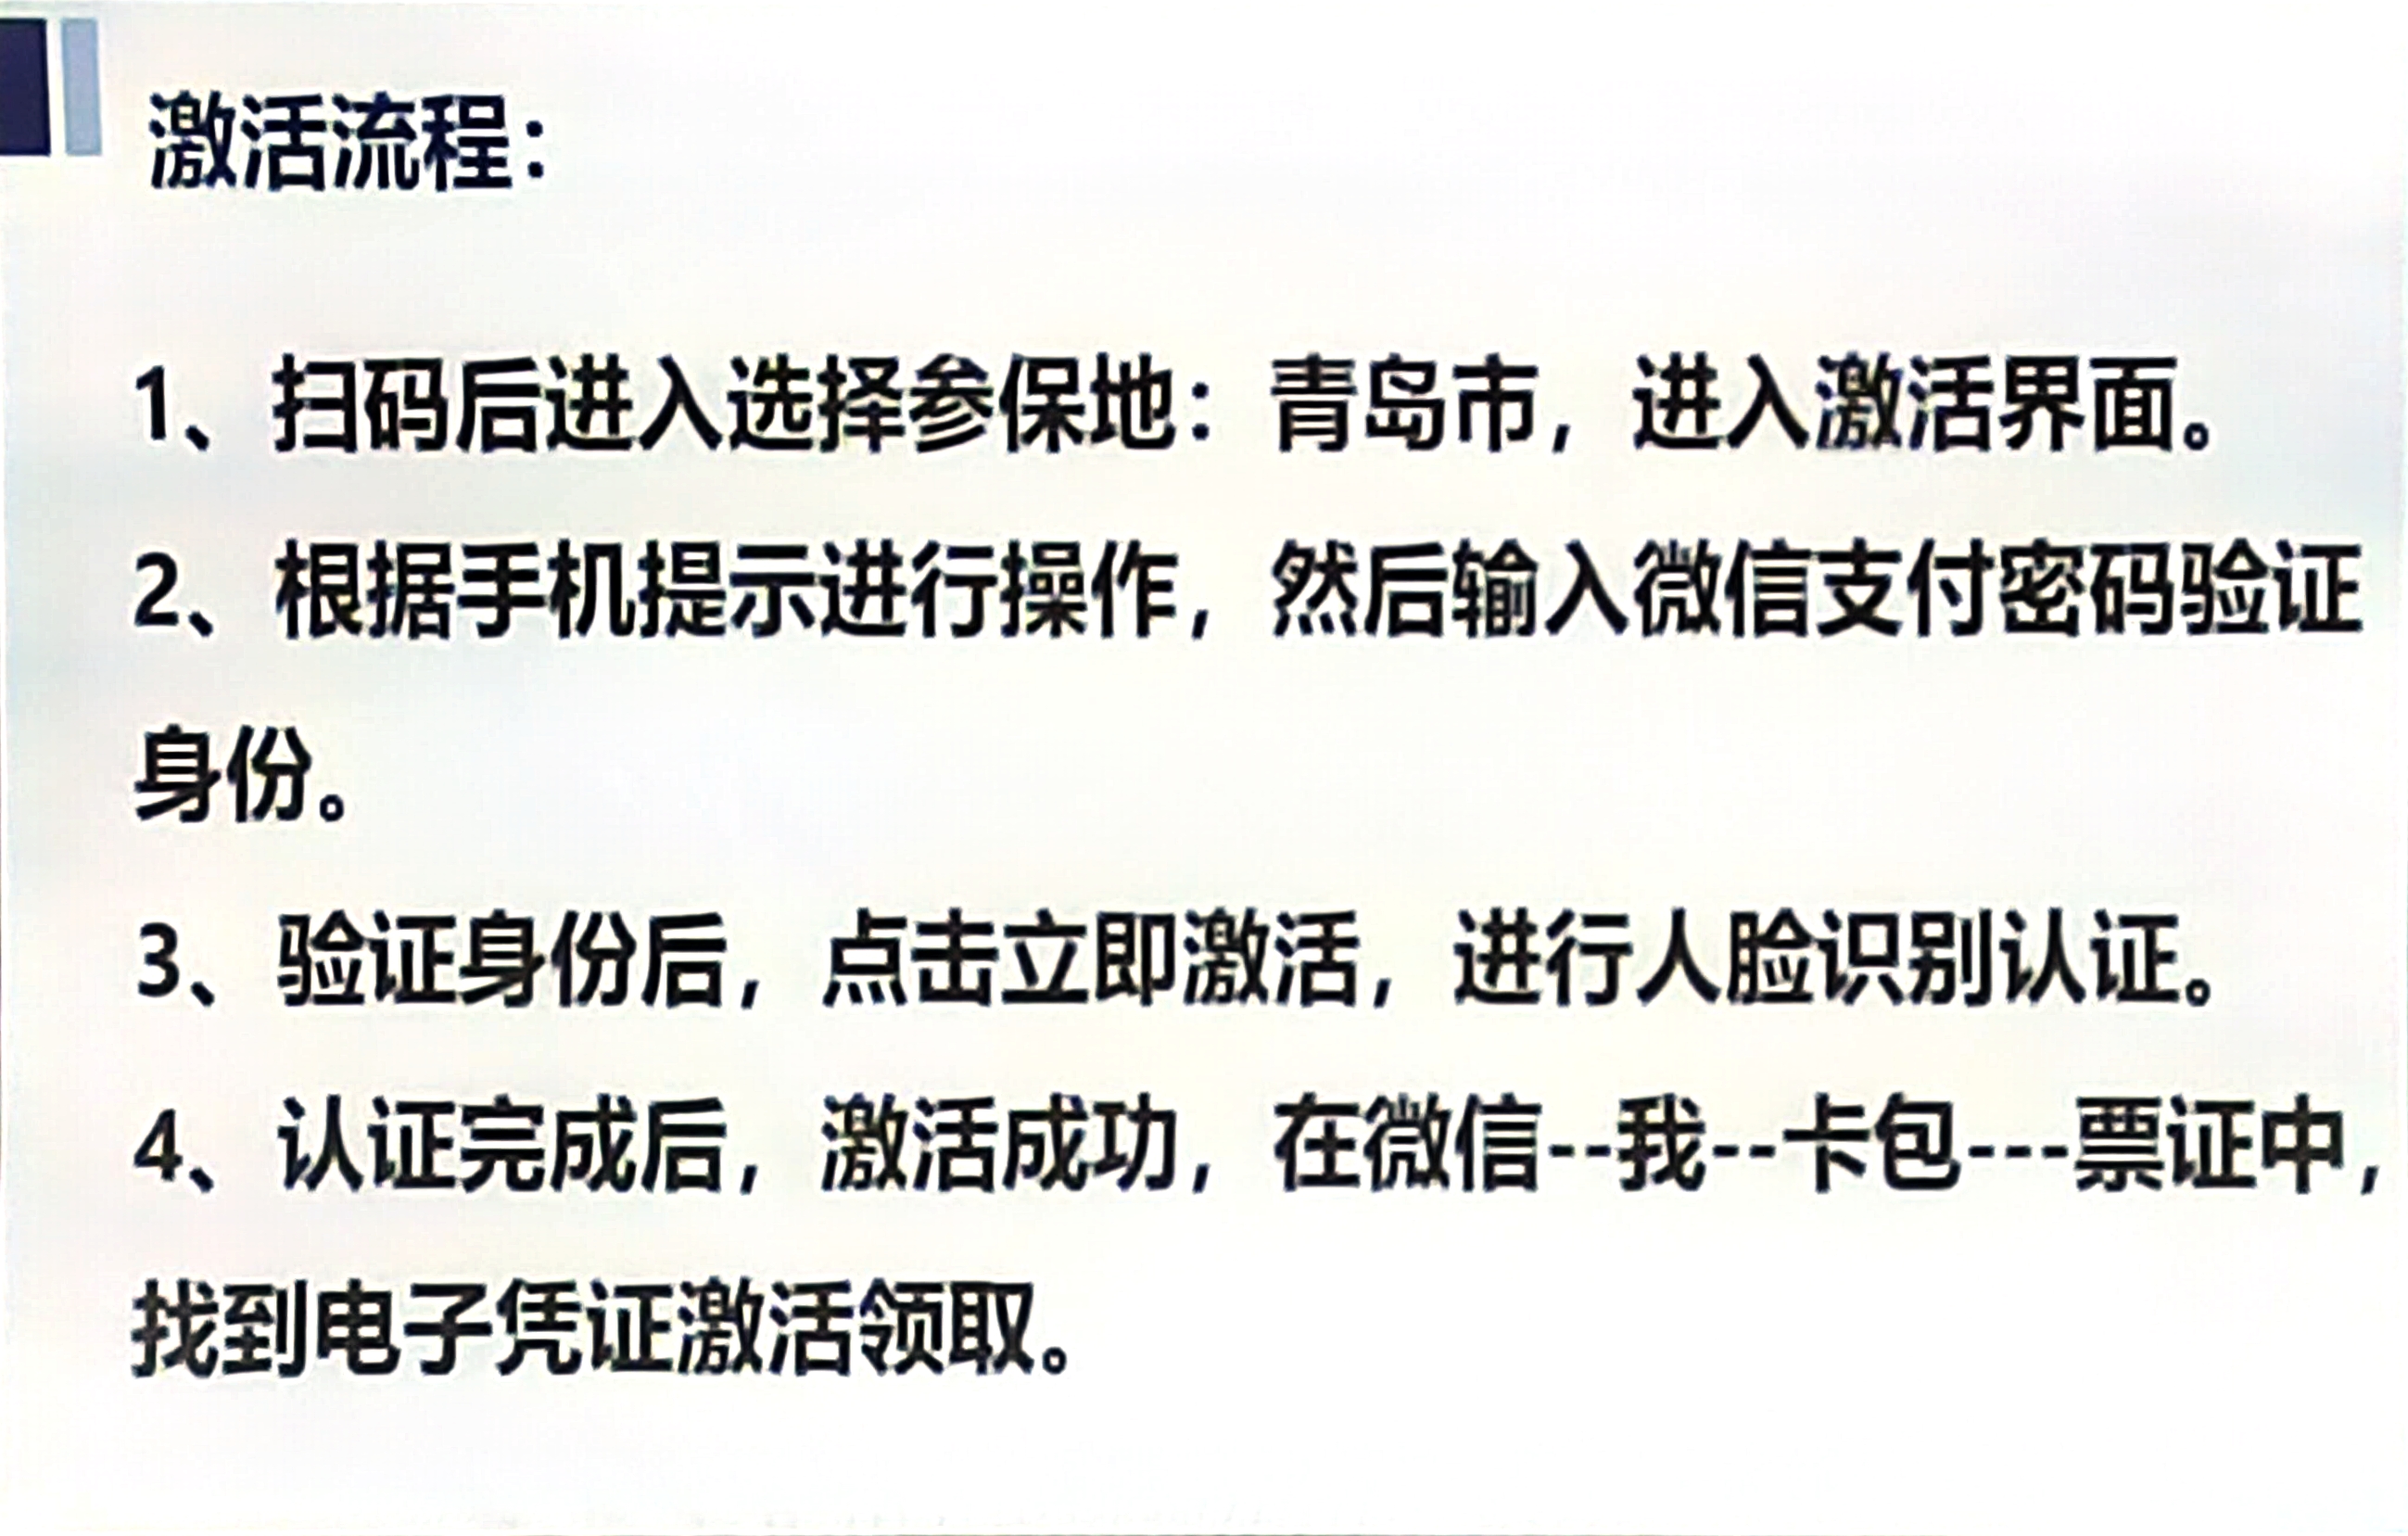 激活流程：
1、扫码后进入选择参保地：青岛市，进入激活界面。
2、根据手机提示进行操作，然后输入微信支付密码验证
身份。
3、验证身份后，点击立即激活，进行人脸识别认证。
4、认证完成后，激活成功，在微信--我--卡包---票证中，
找到电子凭证激活领取。